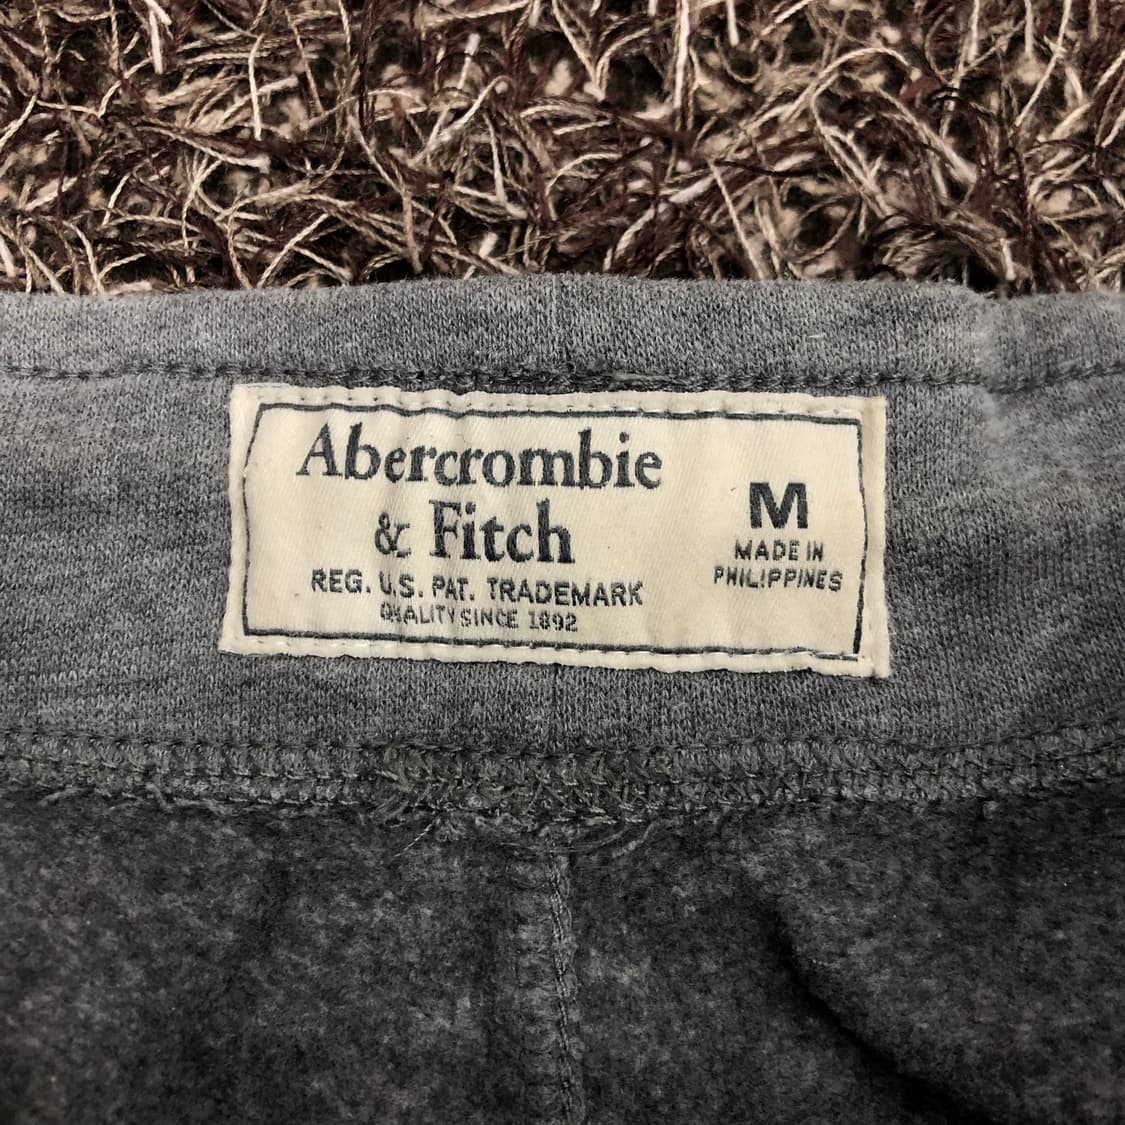 Abercrombie
& Fitch
REG. U.S. PAT. TRADEMARK
QUALITY SINCE 1892
M
MADE IN
PHILIPPINES